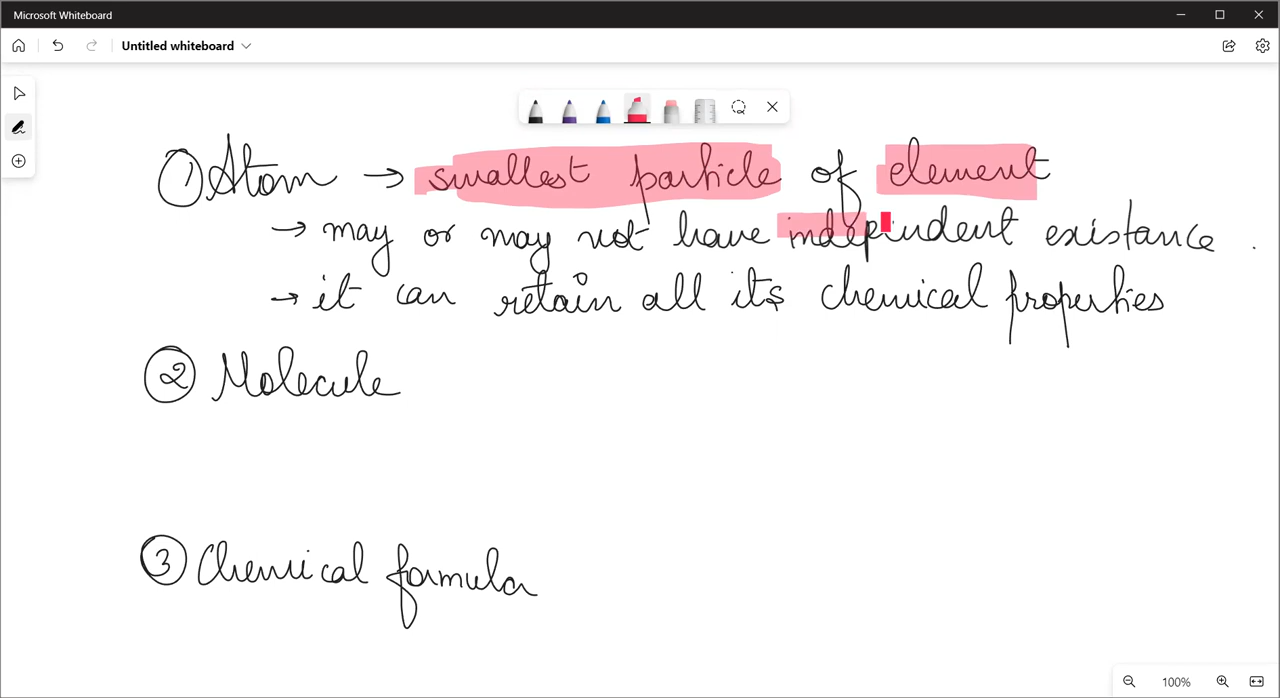 Microsoft Whiteboard
Untitled whiteboard
① Atom → smallest particle of element
→ may or may not have indepindent existance .
→ it can retain all its chemical properties
② Molecule
③ Chemical formula
100%